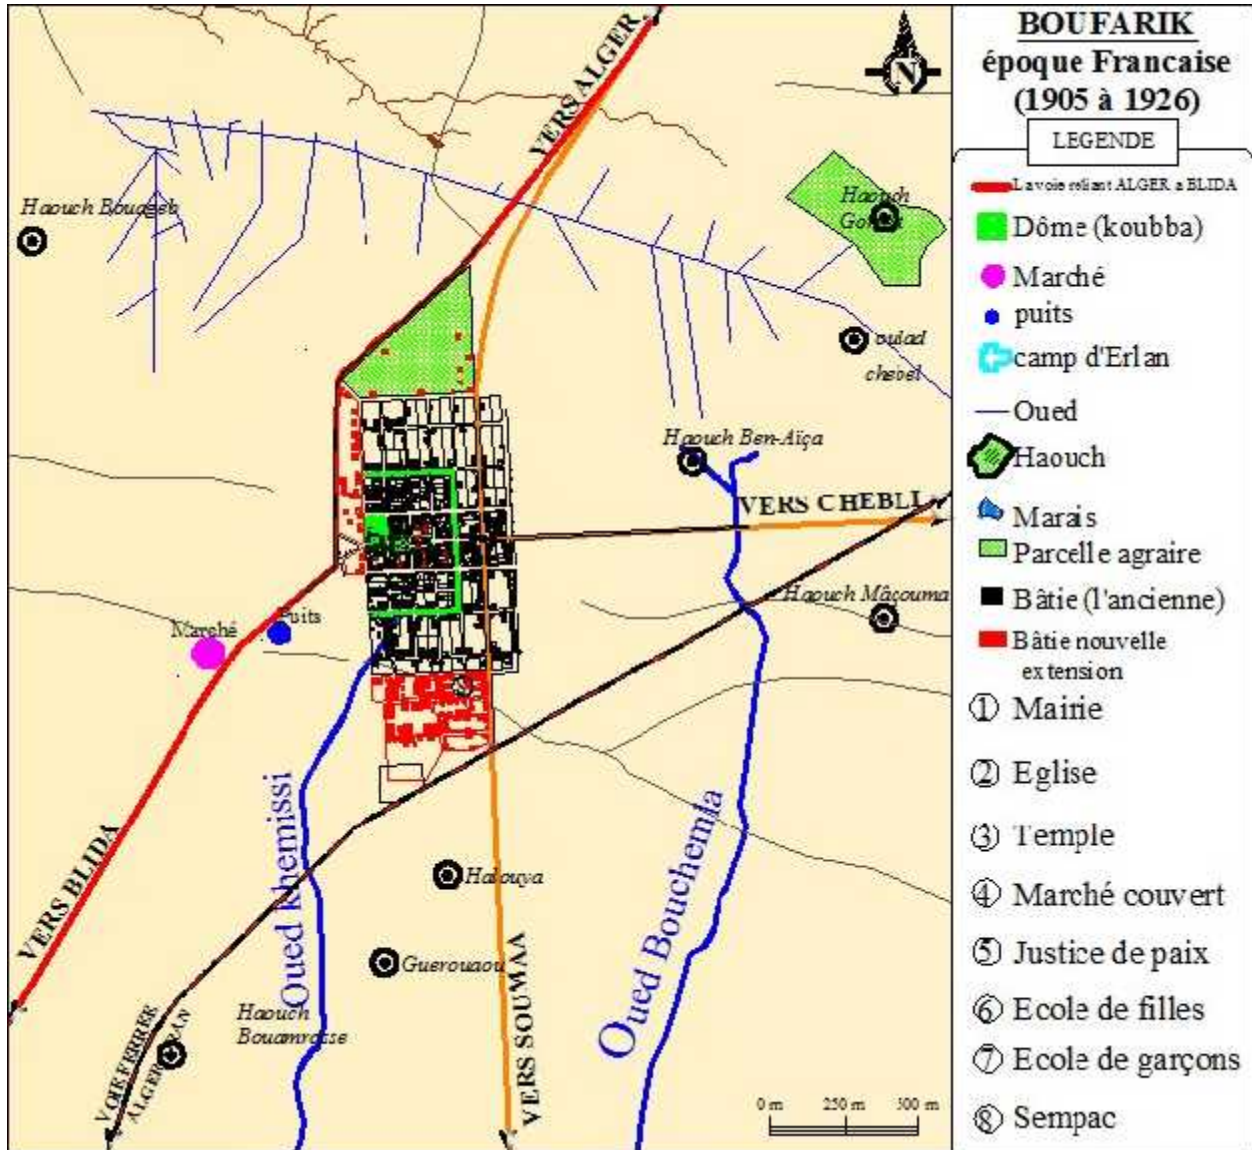 BOUFARIK
époque Francaise
(1905 à 1926)
LEGENDE
La voie reliant ALGER a BLIDA
Dôme (koubba)
Marché
puits
camp d'Erlan
Oued
Haouch
Marais
Parcelle agraire
Bâtie (l'ancienne)
Bâtie nouvelle
extension
1 Mairie
2 Eglise
3 Temple
4 Marché couvert
5 Justice de paix
6 Ecole de filles
7 Ecole de garçons
8 Sempac
N
VERS ALGER
Haouch Bouageb
Haouch
oulad
chebel
Haouch Ben-Aïça
VERS CHEBLI
Haouch Mâçouma
Puits
Marché
VERS BLIDA
Oued khemissi
Oued Bouchemla
Halouya
Guerouaou
VERS SOUMAA
Haouch
Bouamrosse
VOIE FERREE
ALGER ORAN
0 m 250 m 500 m